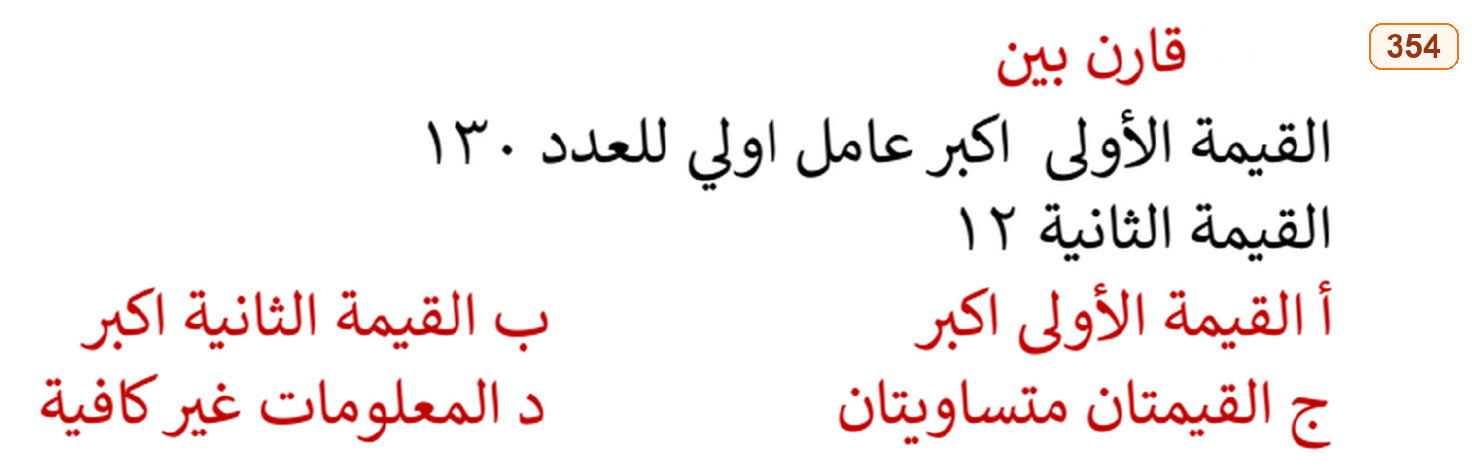 354
قارن بين
القيمة الأولى اكبر عامل اولي للعدد ١٣٠
القيمة الثانية ١٢
أ القيمة الأولى اكبر ب القيمة الثانية اكبر
ج القيمتان متساويتان د المعلومات غير كافية